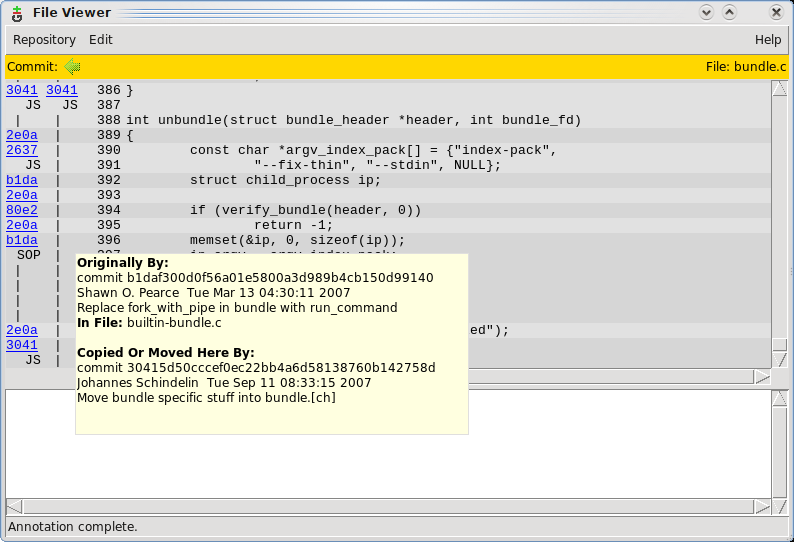 File Viewer
Repository Edit Help
Commit: File: bundle.c
3041 3041 386 }
JS JS 387
| | 388 int unbundle(struct bundle_header *header, int bundle_fd)
2e0a | 389 {
2637 | 390 const char *argv_index_pack[] = {"index-pack",
JS | 391 "--fix-thin", "--stdin", NULL};
b1da | 392 struct child_process ip;
2e0a | 393
80e2 | 394 if (verify_bundle(header, 0))
2e0a | 395 return -1;
b1da | 396 memset(&ip, 0, sizeof(ip));
SOP |
| |
| |
| |
| |
2e0a | ed");
3041 |
JS |
Originally By:
commit b1daf300d0f56a01e5800a3d989b4cb150d99140
Shawn O. Pearce Tue Mar 13 04:30:11 2007
Replace fork_with_pipe in bundle with run_command
In File: builtin-bundle.c
Copied Or Moved Here By:
commit 30415d50cccef0ec22bb4a6d58138760b142758d
Johannes Schindelin Tue Sep 11 08:33:15 2007
Move bundle specific stuff into bundle.[ch]
Annotation complete.